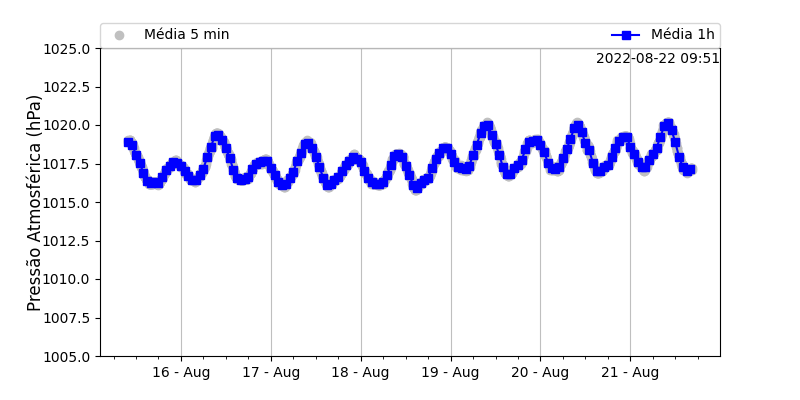 Média 5 min
Média 1h
2022-08-22 09:51
Pressão Atmosférica (hPa)
1025.0
1022.5
1020.0
1017.5
1015.0
1012.5
1010.0
1007.5
1005.0
16 - Aug
17 - Aug
18 - Aug
19 - Aug
20 - Aug
21 - Aug